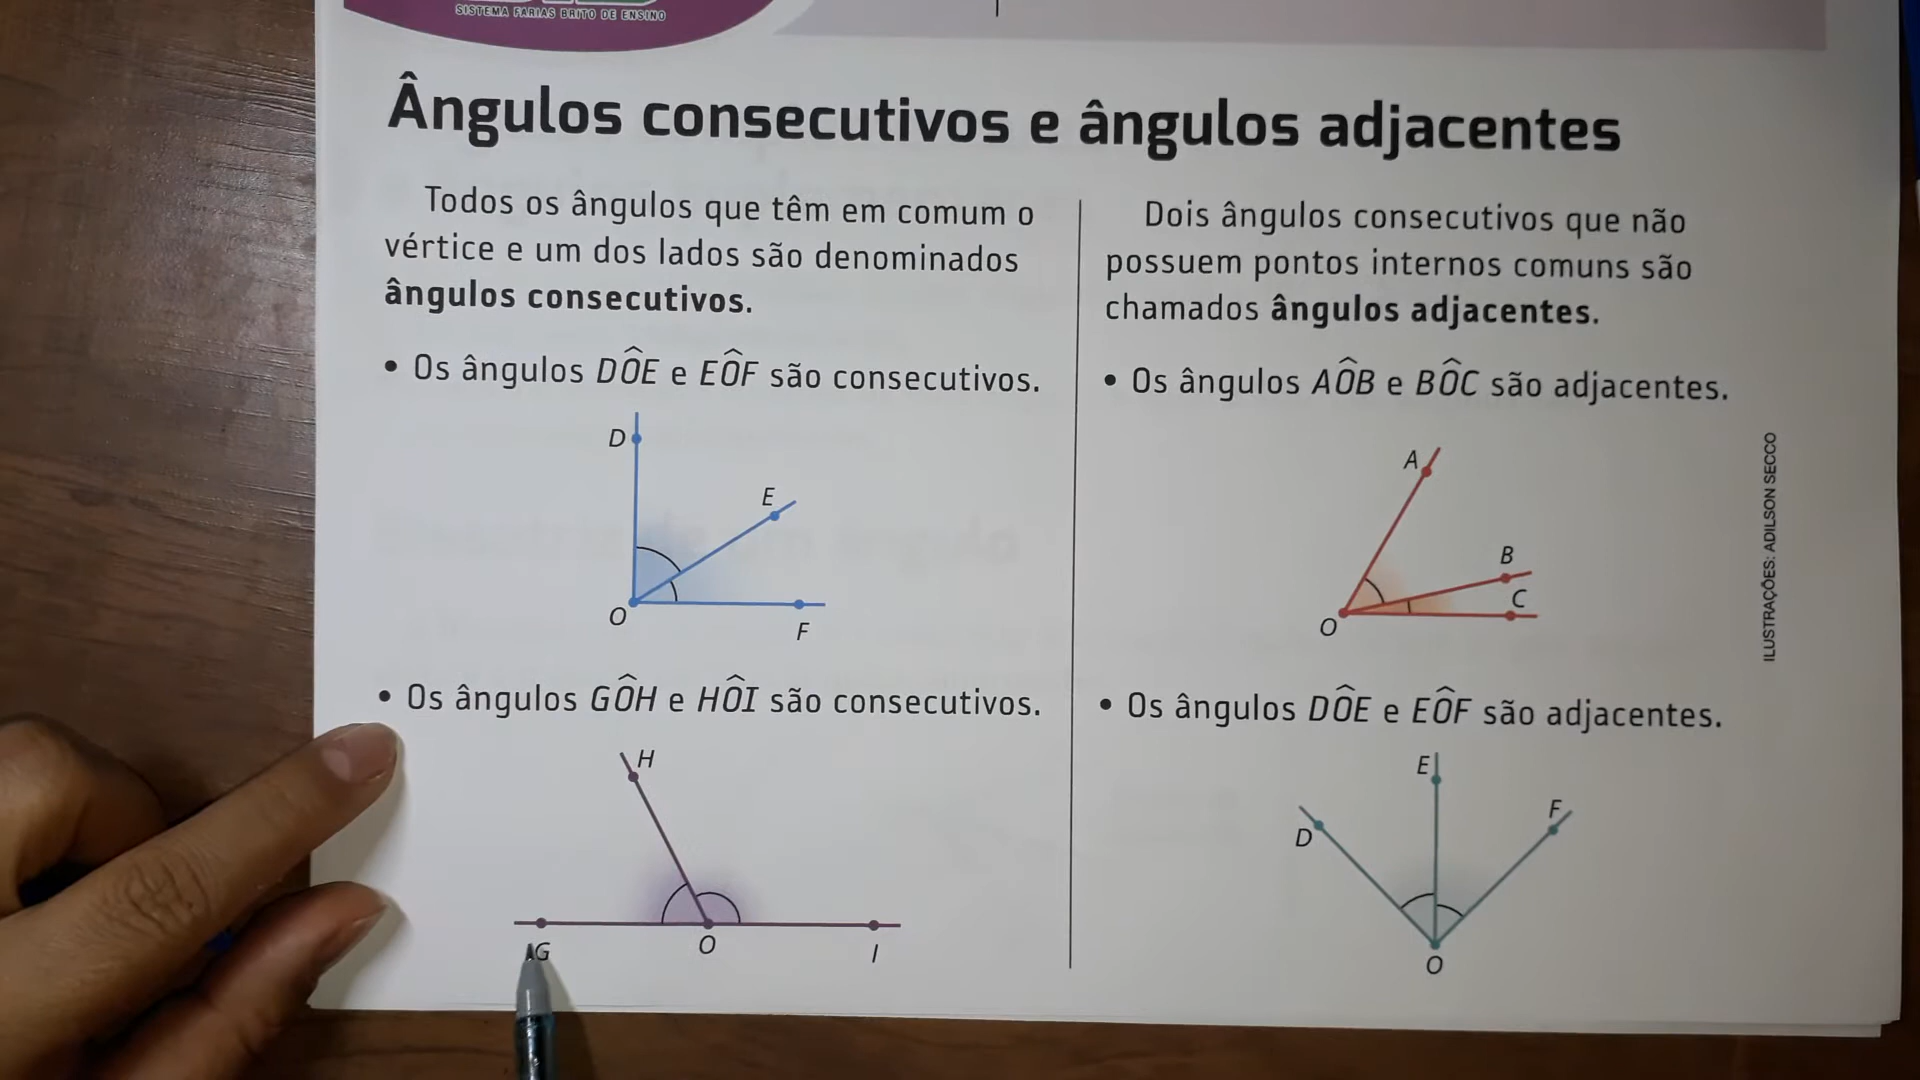 SISTEMA FARIAS BRITO DE ENSINO
Ângulos consecutivos e ângulos adjacentes
Todos os ângulos que têm em comum o
vértice e um dos lados são denominados
ângulos consecutivos.
• Os ângulos DÔE e EÔF são consecutivos.
D
E
O
F
• Os ângulos GÔH e HÔI são consecutivos.
H
G
O
I
Dois ângulos consecutivos que não
possuem pontos internos comuns são
chamados ângulos adjacentes.
• Os ângulos AÔB e BÔC são adjacentes.
A
B
C
O
• Os ângulos DÔE e EÔF são adjacentes.
E
F
D
O
ILUSTRAÇÕES: ADILSON SECCO